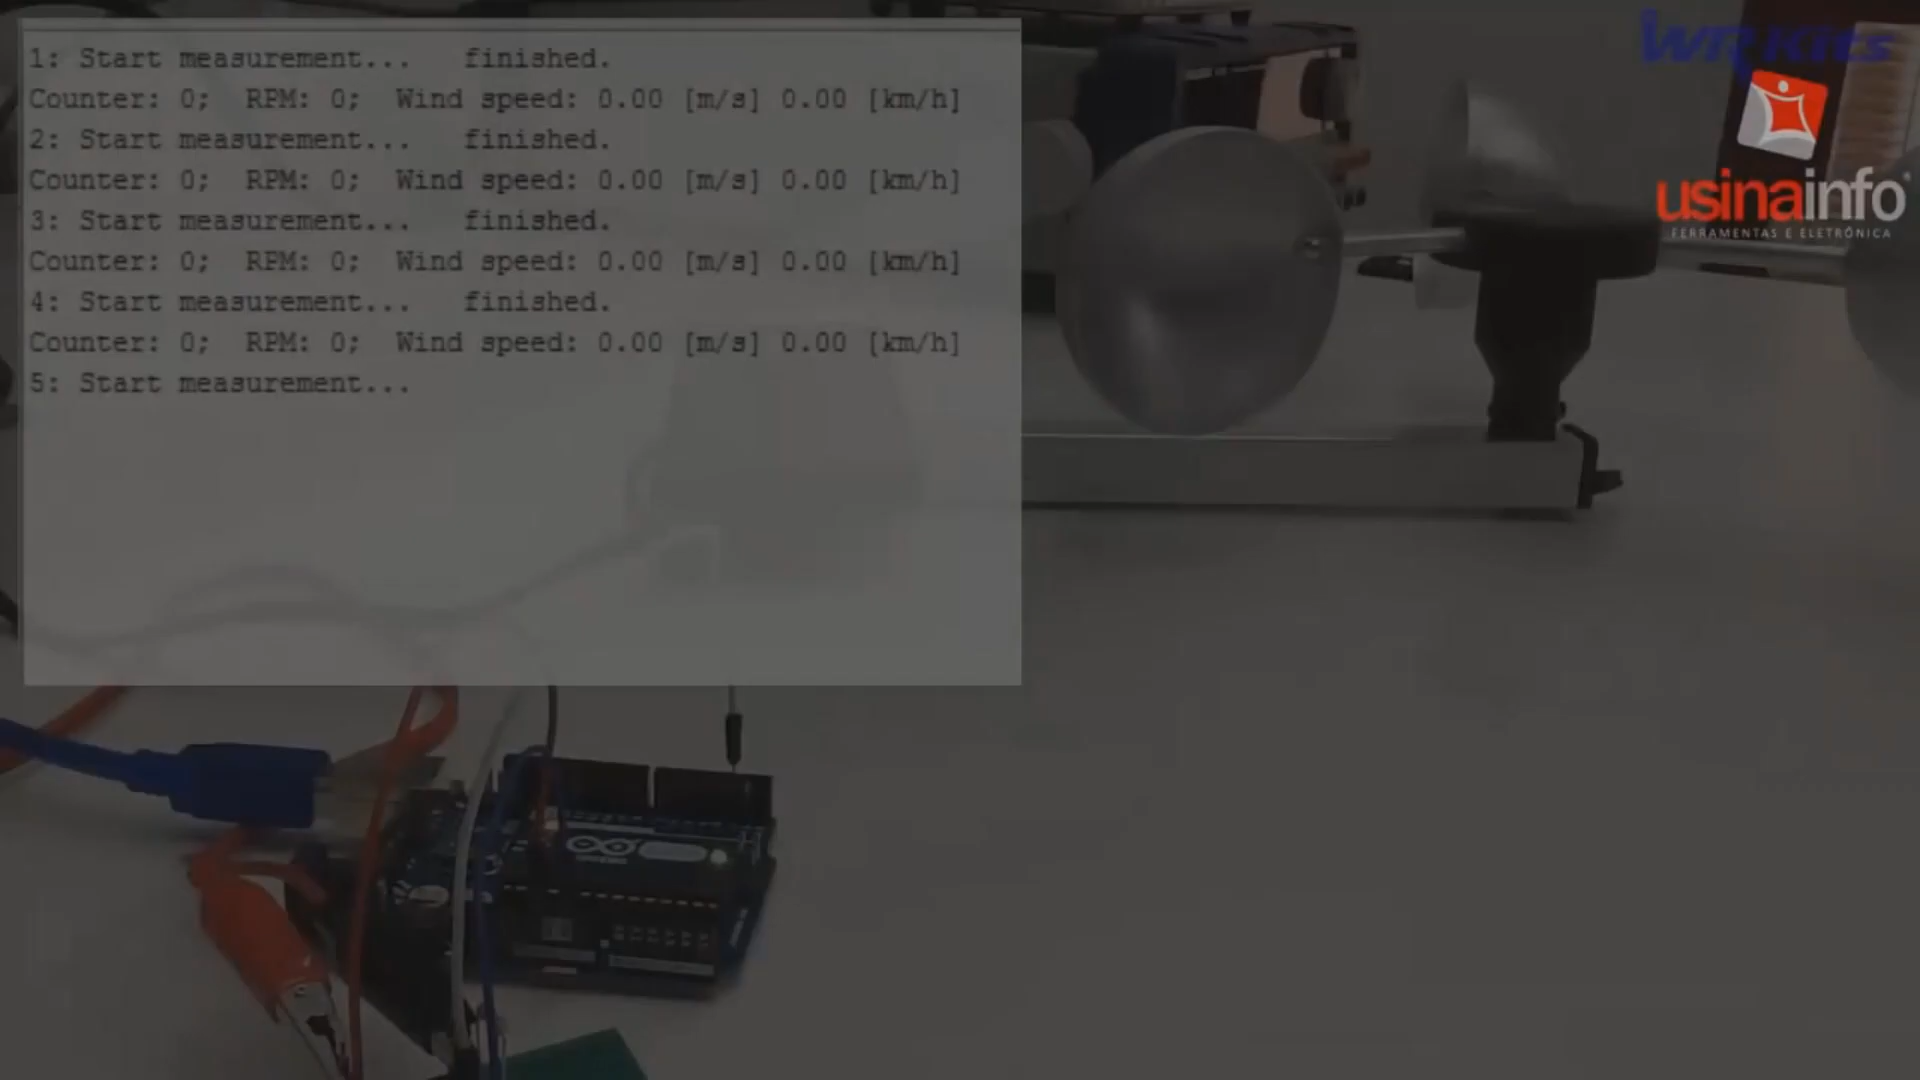 1: Start measurement... finished.
Counter: 0; RPM: 0; Wind speed: 0.00 [m/s] 0.00 [km/h]
2: Start measurement... finished.
Counter: 0; RPM: 0; Wind speed: 0.00 [m/s] 0.00 [km/h]
3: Start measurement... finished.
Counter: 0; RPM: 0; Wind speed: 0.00 [m/s] 0.00 [km/h]
4: Start measurement... finished.
Counter: 0; RPM: 0; Wind speed: 0.00 [m/s] 0.00 [km/h]
5: Start measurement...
WR Kits
usinainfo
FERRAMENTAS E ELETRÔNICA